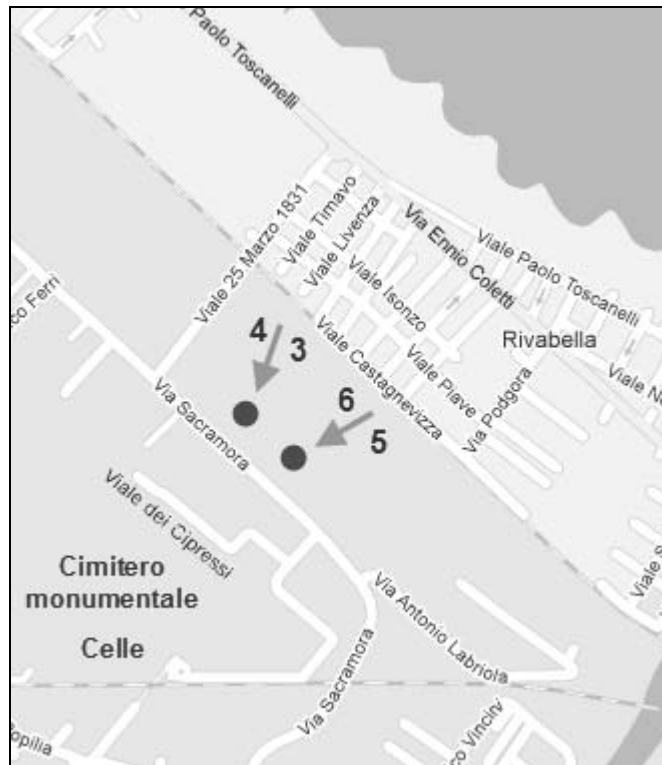 Paolo Toscanelli
Viale 25 Marzo 1831
Viale Timavo
Viale Livenza
Via Ennio Coletti
Viale Paolo Toscanelli
Viale Isonzo
Rivabella
co Ferri
4
3
Viale Castagnevizza
Viale Piave
Via Podgora
6
5
Via Sacramora
Viale dei Cipressi
Cimitero
monumentale
Celle
Via Antonio Labriola
Via Sacramora